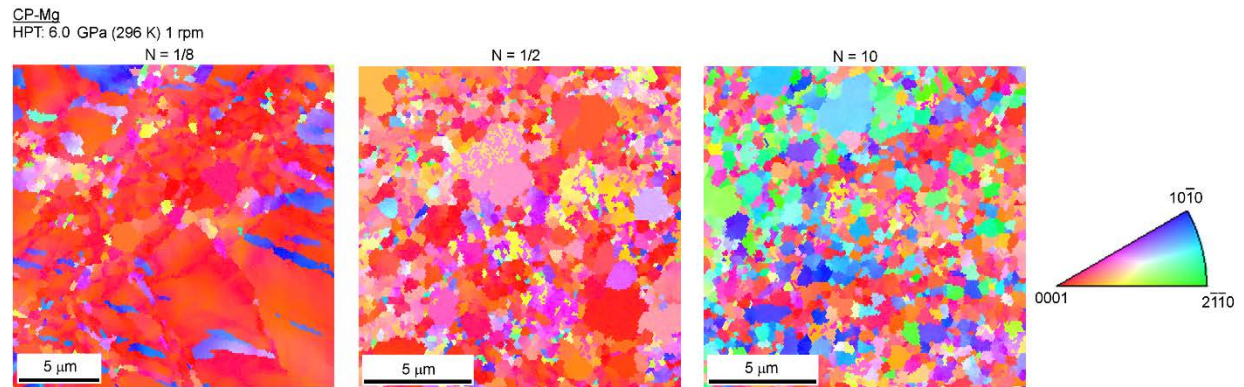 CP-Mg
HPT: 6.0 GPa (296 K) 1 rpm
N = 1/8
N = 1/2
N = 10
101̅0
0001
21̅1̅0
5 μm
5 μm
5 μm